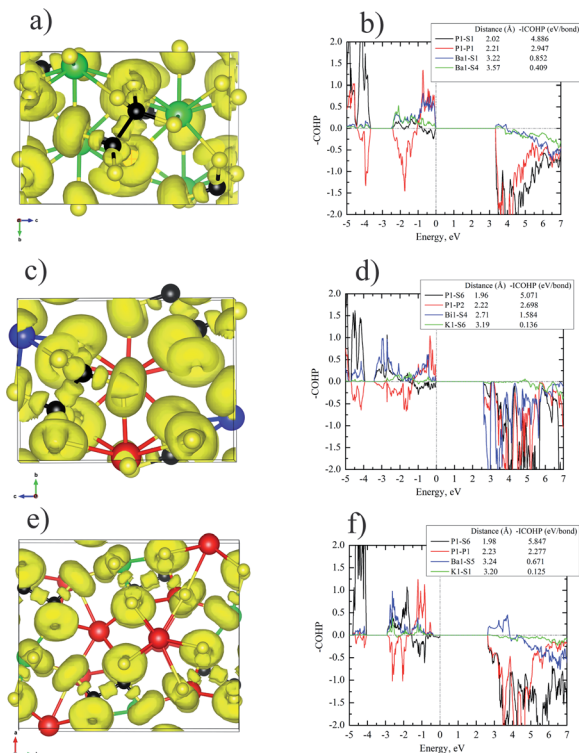 a)
c
b
b)
Distance (Å) -ICOHP (eV/bond)
P1-S1 2.02 4.886
P1-P1 2.21 2.947
Ba1-S1 3.22 0.852
Ba1-S4 3.57 0.409
-COHP
2.0
1.5
1.0
0.5
0.0
-0.5
-1.0
-1.5
-2.0
-5 -4 -3 -2 -1 0 1 2 3 4 5 6 7
Energy, eV
c)
b
c
d)
Distance (Å) -ICOHP (eV/bond)
P1-S6 1.96 5.071
P1-P2 2.22 2.698
Bi1-S4 2.71 1.584
K1-S6 3.19 0.136
-COHP
2.0
1.5
1.0
0.5
0.0
-0.5
-1.0
-1.5
-2.0
-5 -4 -3 -2 -1 0 1 2 3 4 5 6 7
Energy, eV
e)
a
f)
Distance (Å) -ICOHP (eV/bond)
P1-S6 1.98 5.847
P1-P1 2.23 2.277
Ba1-S5 3.24 0.671
K1-S1 3.20 0.125
-COHP
2.0
1.5
1.0
0.5
0.0
-0.5
-1.0
-1.5
-2.0
-5 -4 -3 -2 -1 0 1 2 3 4 5 6 7
Energy, eV